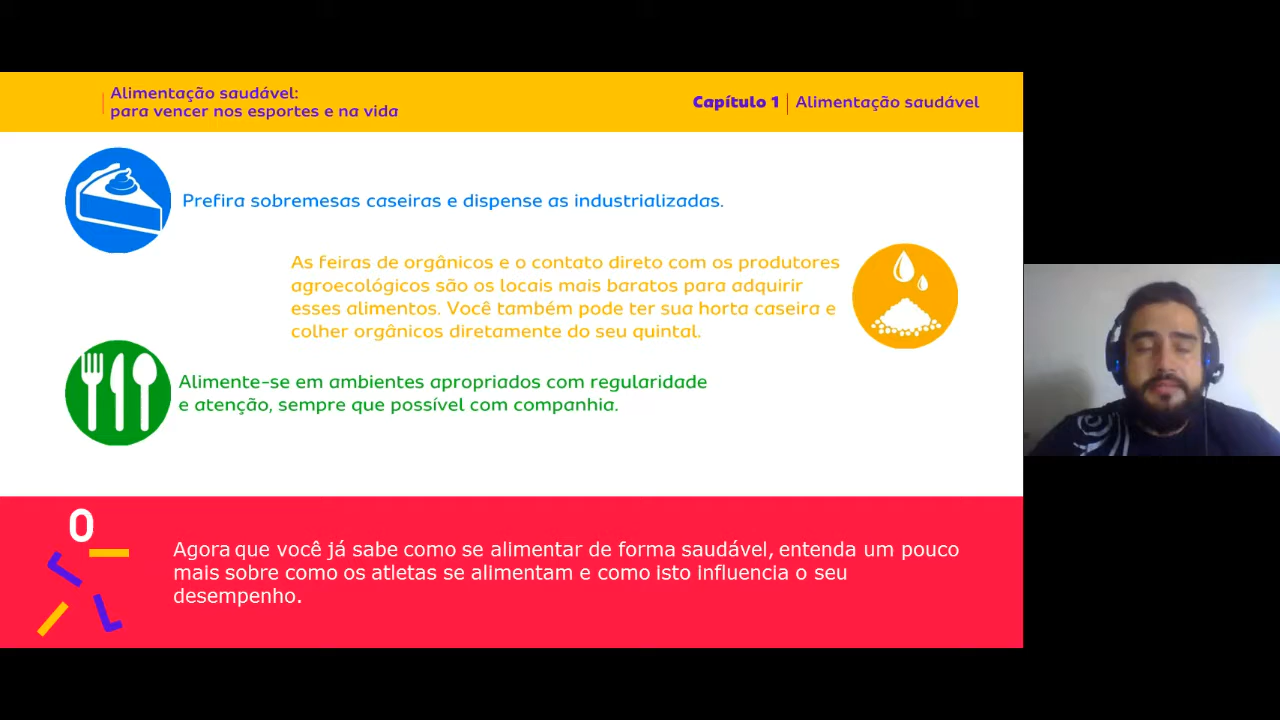 Alimentação saudável:
para vencer nos esportes e na vida
Capítulo 1 | Alimentação saudável
Prefira sobremesas caseiras e dispense as industrializadas.
As feiras de orgânicos e o contato direto com os produtores
agroecológicos são os locais mais baratos para adquirir
esses alimentos. Você também pode ter sua horta caseira e
colher orgânicos diretamente do seu quintal.
Alimente-se em ambientes apropriados com regularidade
e atenção, sempre que possível com companhia.
Agora que você já sabe como se alimentar de forma saudável, entenda um pouco
mais sobre como os atletas se alimentam e como isto influencia o seu
desempenho.